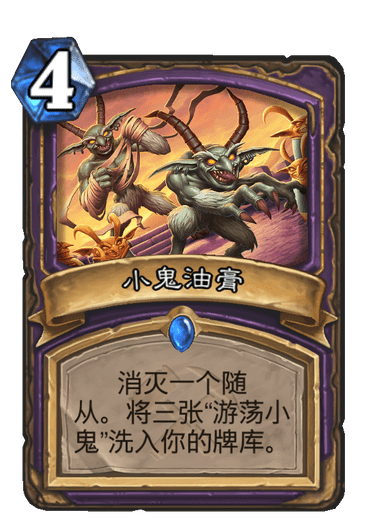 4
小鬼油膏
消灭一个随
从。将三张“游荡小
鬼”洗入你的牌库。